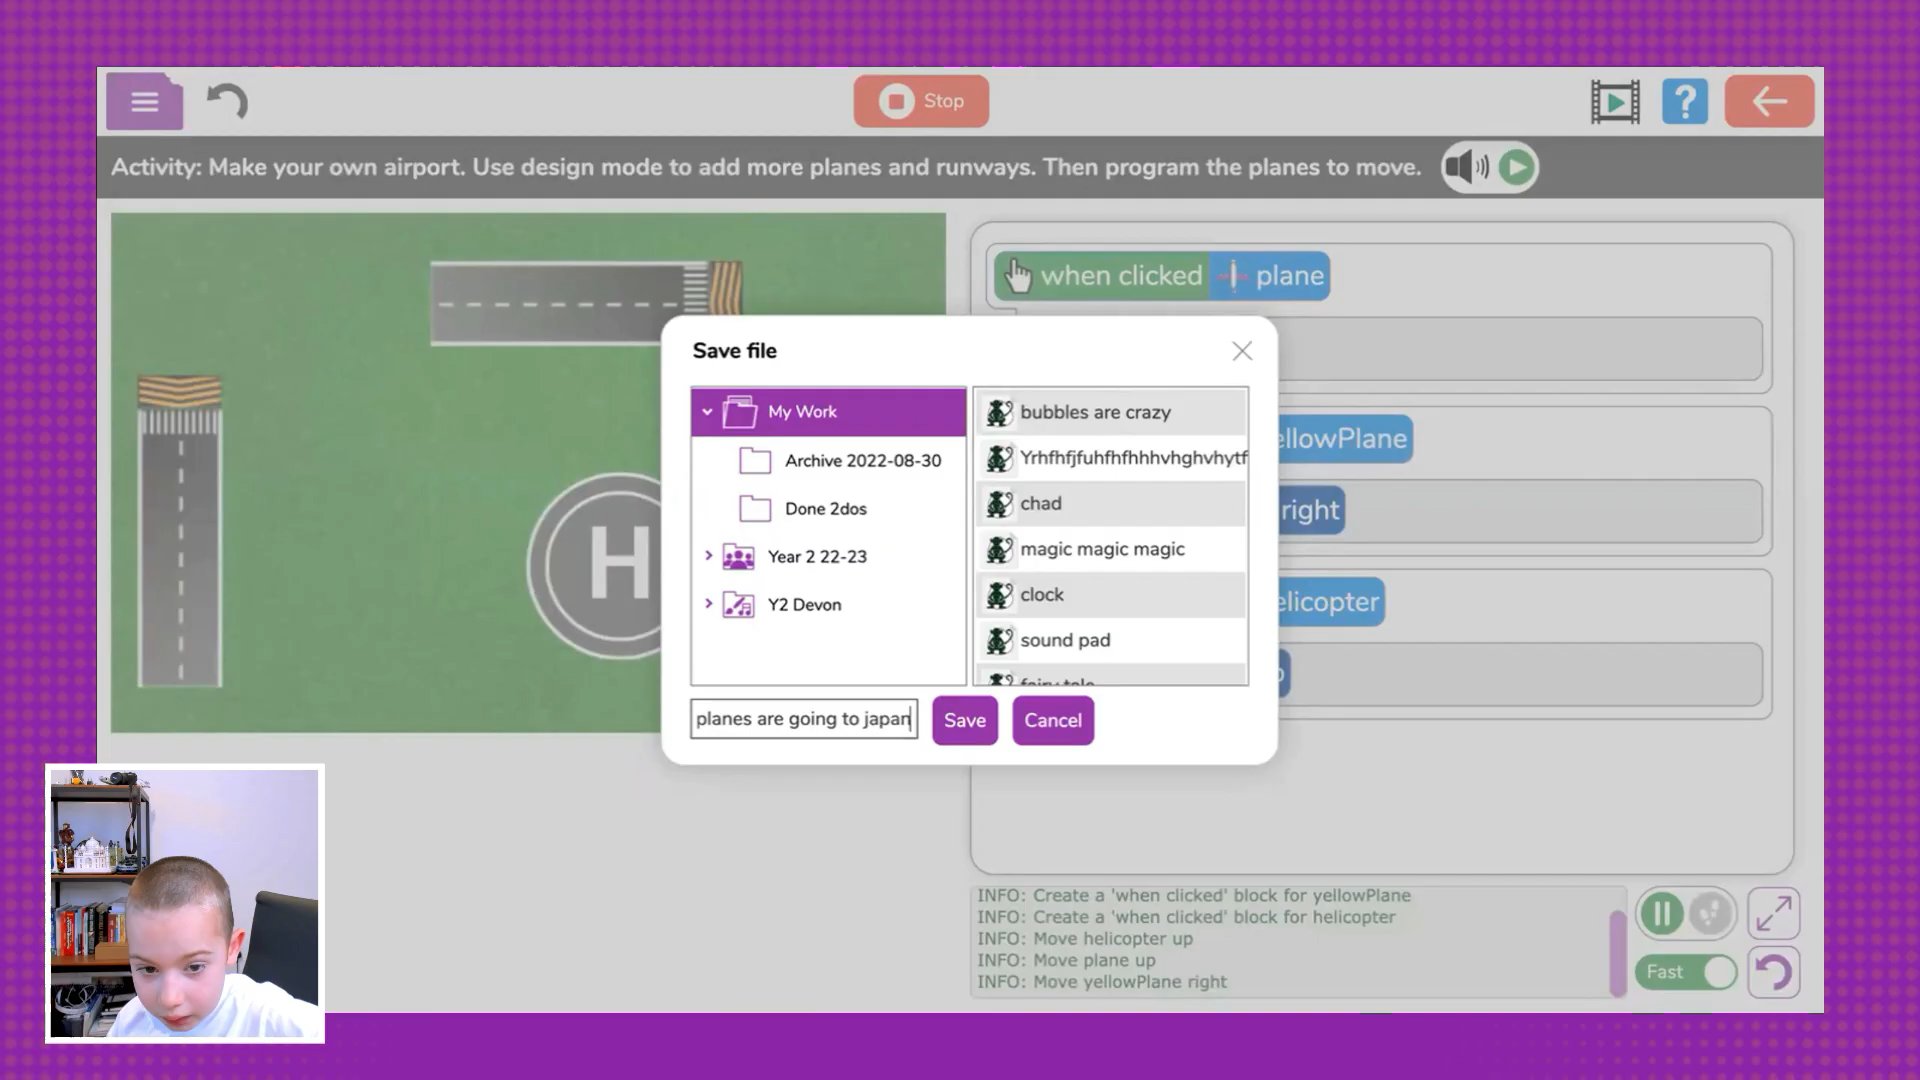 Stop
?
Activity: Make your own airport. Use design mode to add more planes and runways. Then program the planes to move.
when clicked plane
Save file
My Work
Archive 2022-08-30
Done 2dos
Year 2 22-23
Y2 Devon
bubbles are crazy
Yrhfhfjfuhfhfhhhvhghvhytf
chad
magic magic magic
clock
sound pad
fairy tale
planes are going to japan
Save
Cancel
ellowPlane
right
elicopter
H
INFO: Create a 'when clicked' block for yellowPlane
INFO: Create a 'when clicked' block for helicopter
INFO: Move helicopter up
INFO: Move plane up
INFO: Move yellowPlane right
Fast